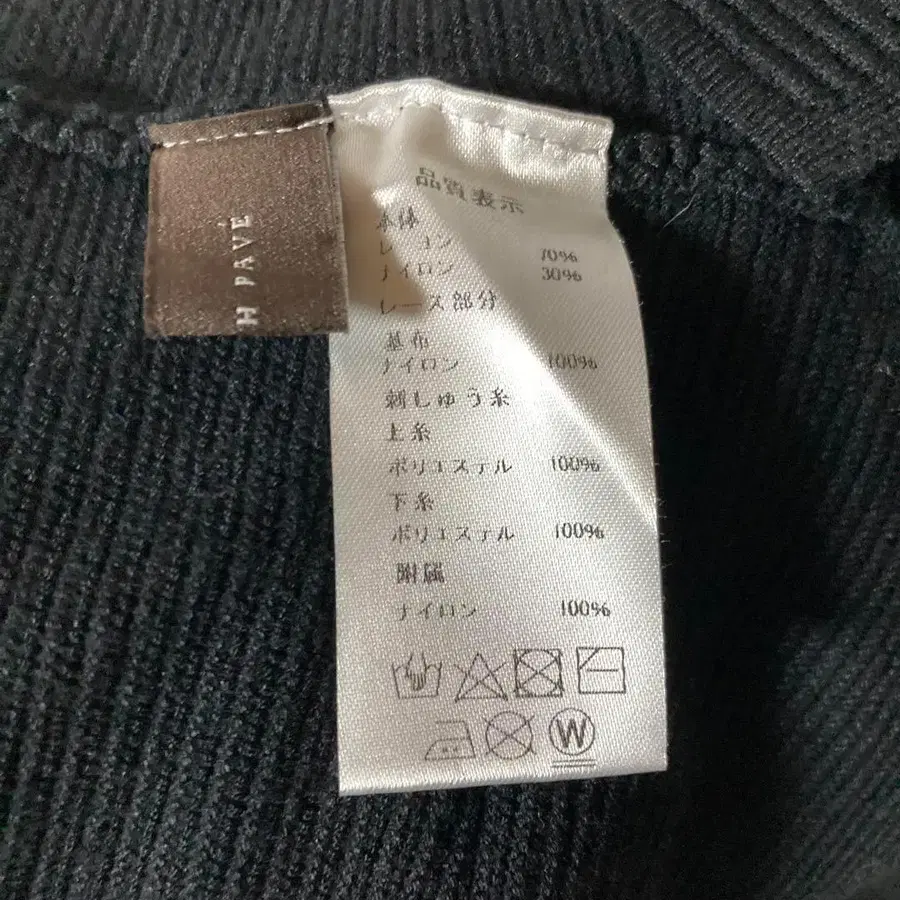 H PAVÉ
品質表示
本体
レーヨン 70%
ナイロン 30%
レース部分
基布
ナイロン 100%
刺しゅう糸
上糸
ポリエステル 100%
下糸
ポリエステル 100%
附属
ナイロン 100%
W